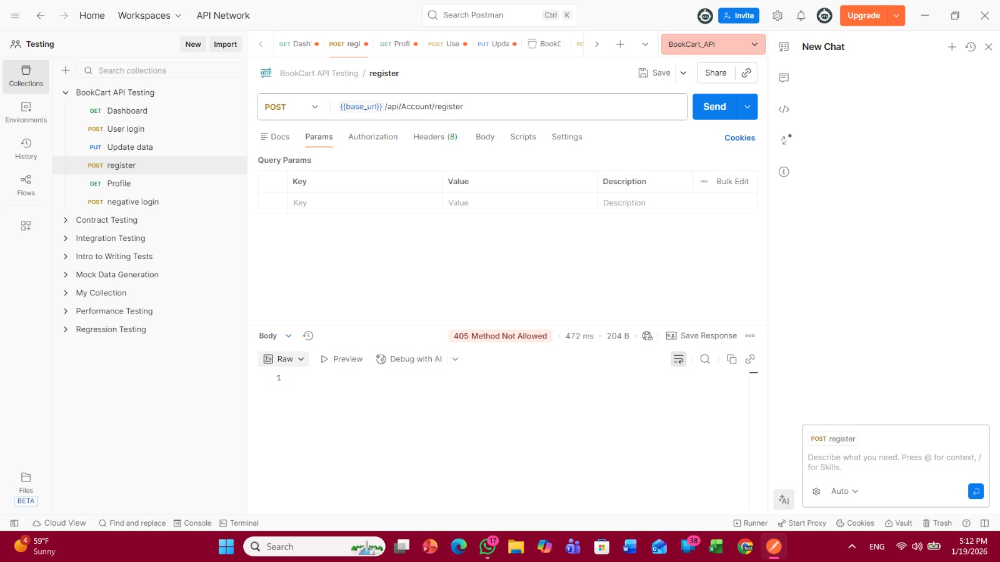 Home Workspaces API Network Search Postman Ctrl K Invite Upgrade
Testing New Import GET Dash POST regi GET Profi POST Use PUT Upda BookC PC BookCart_API New Chat
Collections
Environments
History
Flows
Files
BETA
Search collections
BookCart API Testing
GET Dashboard
POST User login
PUT Update data
POST register
GET Profile
POST negative login
Contract Testing
Integration Testing
Intro to Writing Tests
Mock Data Generation
My Collection
Performance Testing
Regression Testing
HTTP BookCart API Testing / register Save Share
POST {{base_url}} /api/Account/register Send
Docs Params Authorization Headers (8) Body Scripts Settings Cookies
Query Params
Key Value Description Bulk Edit
Key Value Description
Body 405 Method Not Allowed 472 ms 204 B e.g. Save Response
Raw Preview Debug with AI
1
POST register
Describe what you need. Press @ for context, /
for Skills.
Auto
AI
Cloud View Find and replace Console Terminal Runner Start Proxy Cookies Vault Trash
4 59°F
Sunny
Search 17 38 Test ENG 5:12 PM
1/19/2026